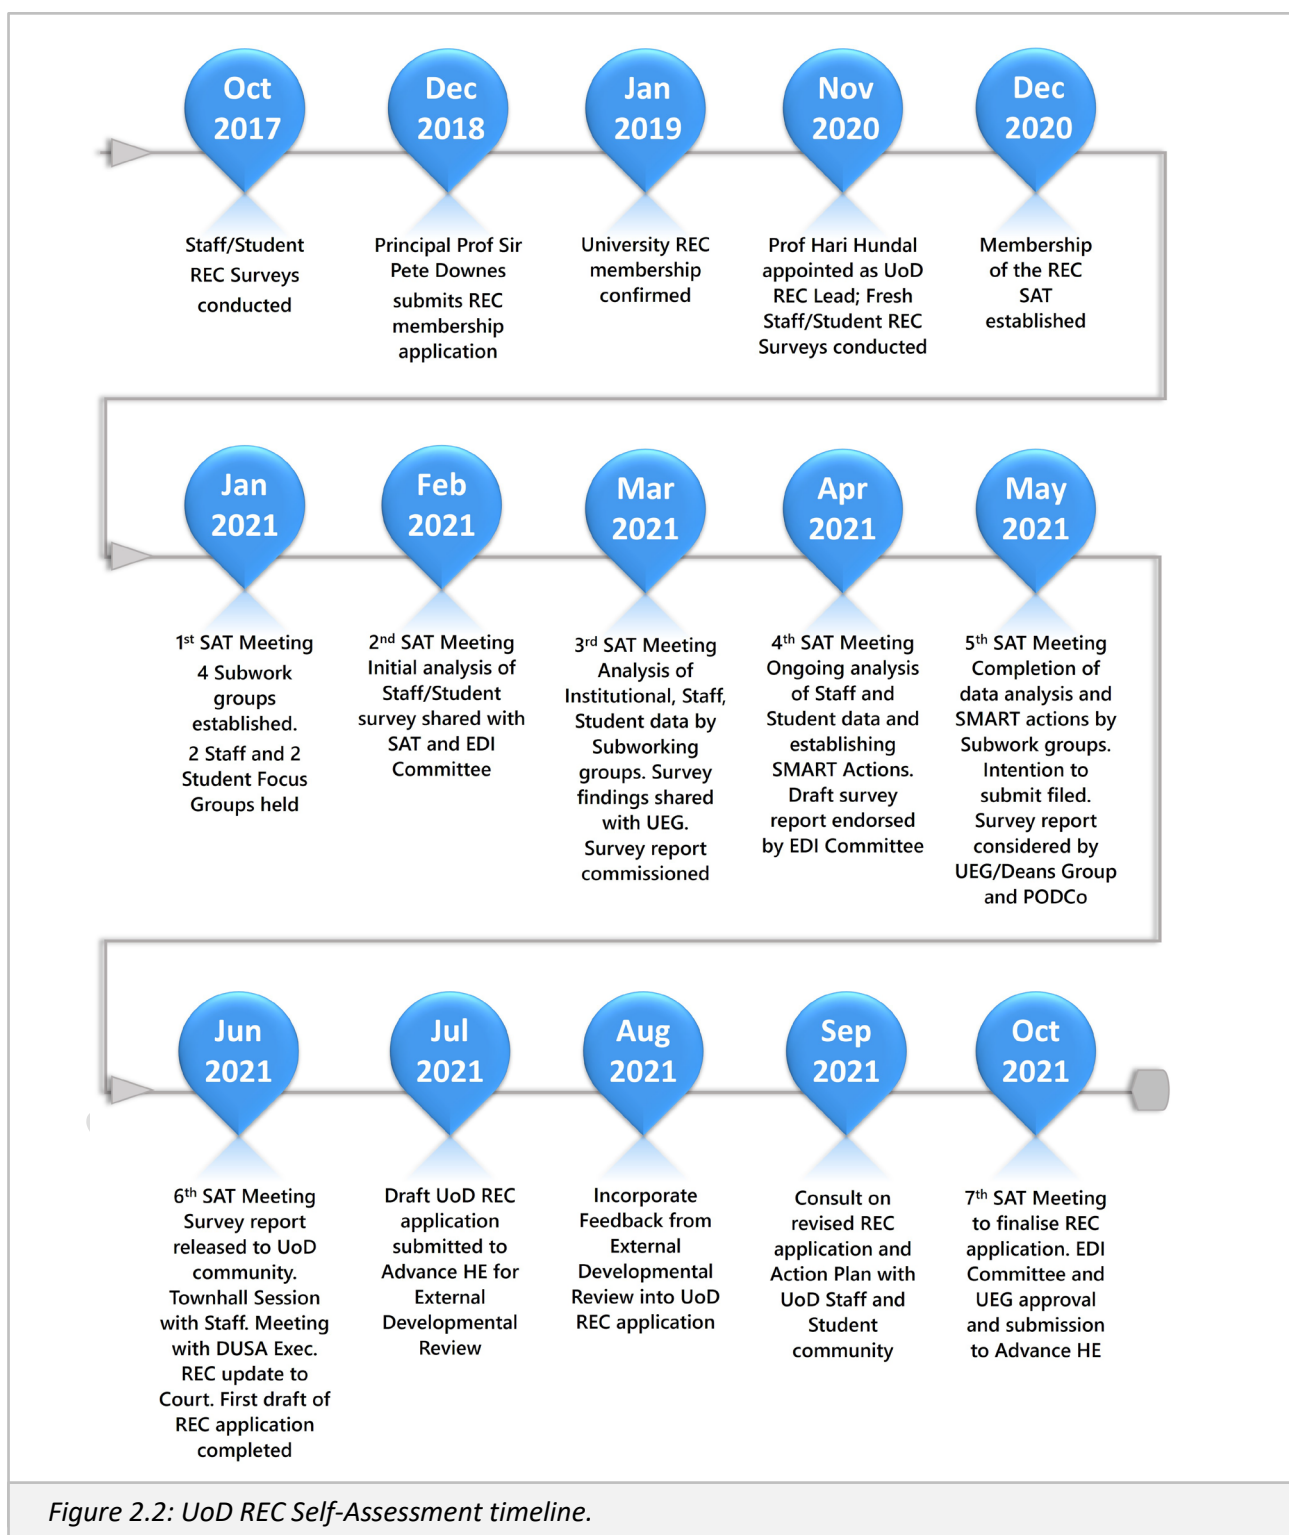 Oct
2017
Dec
2018
Jan
2019
Nov
2020
Dec
2020
Staff/Student
REC Surveys
conducted
Principal Prof Sir
Pete Downes
submits REC
membership
application
University REC
membership
confirmed
Prof Hari Hundal
appointed as UoD
REC Lead; Fresh
Staff/Student REC
Surveys conducted
Membership
of the REC
SAT
established
Jan
2021
Feb
2021
Mar
2021
Apr
2021
May
2021
1st SAT Meeting
4 Subwork
groups
established.
2 Staff and 2
Student Focus
Groups held
2nd SAT Meeting
Initial analysis of
Staff/Student
survey shared with
SAT and EDI
Committee
3rd SAT Meeting
Analysis of
Institutional, Staff,
Student data by
Subworking
groups. Survey
findings shared
with UEG.
Survey report
commissioned
4th SAT Meeting
Ongoing analysis
of Staff and
Student data and
establishing
SMART Actions.
Draft survey
report endorsed
by EDI Committee
5th SAT Meeting
Completion of
data analysis and
SMART actions by
Subwork groups.
Intention to
submit filed.
Survey report
considered by
UEG/Deans Group
and PODCo
Jun
2021
Jul
2021
Aug
2021
Sep
2021
Oct
2021
6th SAT Meeting
Survey report
released to UoD
community.
Townhall Session
with Staff. Meeting
with DUSA Exec.
REC update to
Court. First draft of
REC application
completed
Draft UoD REC
application
submitted to
Advance HE for
External
Developmental
Review
Incorporate
Feedback from
External
Developmental
Review into UoD
REC application
Consult on
revised REC
application and
Action Plan with
UoD Staff and
Student
community
7th SAT Meeting
to finalise REC
application. EDI
Committee and
UEG approval
and submission
to Advance HE
Figure 2.2: UoD REC Self-Assessment timeline.